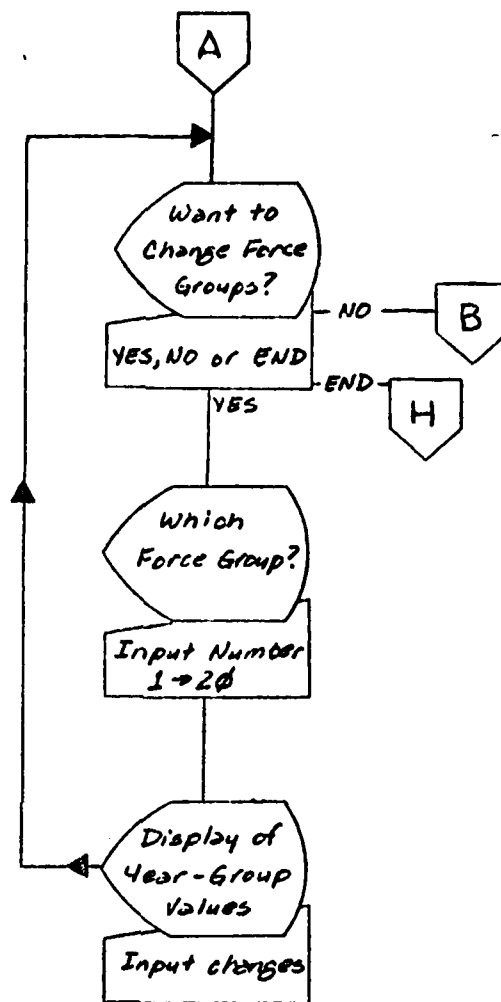 A
Want to
Change Force
Groups?
NO
B
YES, NO or END
END
H
YES
Which
Force Group?
Input Number
1→2Ø
Display of
Year-Group
Values
Input changes